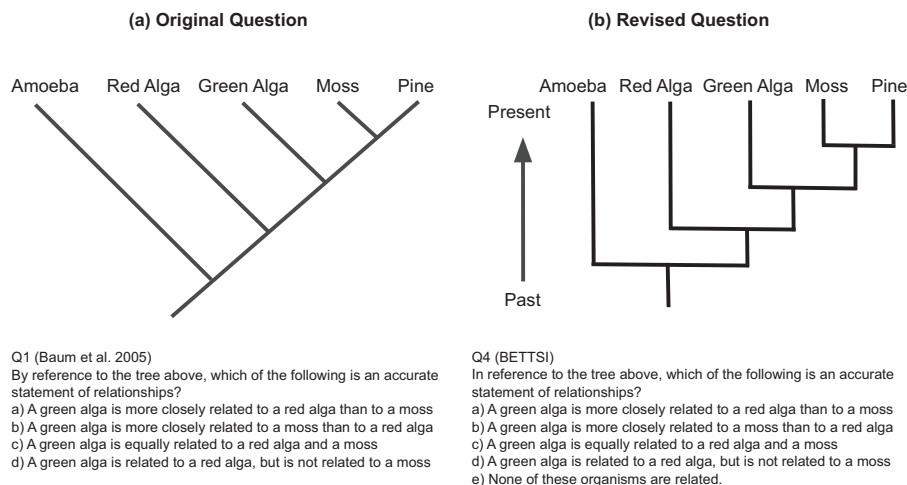 (a) Original Question
Amoeba Red Alga Green Alga Moss Pine
Q1 (Baum et al. 2005)
By reference to the tree above, which of the following is an accurate
statement of relationships?
a) A green alga is more closely related to a red alga than to a moss
b) A green alga is more closely related to a moss than to a red alga
c) A green alga is equally related to a red alga and a moss
d) A green alga is related to a red alga, but is not related to a moss
(b) Revised Question
Amoeba Red Alga Green Alga Moss Pine
Present
Past
Q4 (BETTSI)
In reference to the tree above, which of the following is an accurate
statement of relationships?
a) A green alga is more closely related to a red alga than to a moss
b) A green alga is more closely related to a moss than to a red alga
c) A green alga is equally related to a red alga and a moss
d) A green alga is related to a red alga, but is not related to a moss
e) None of these organisms are related.